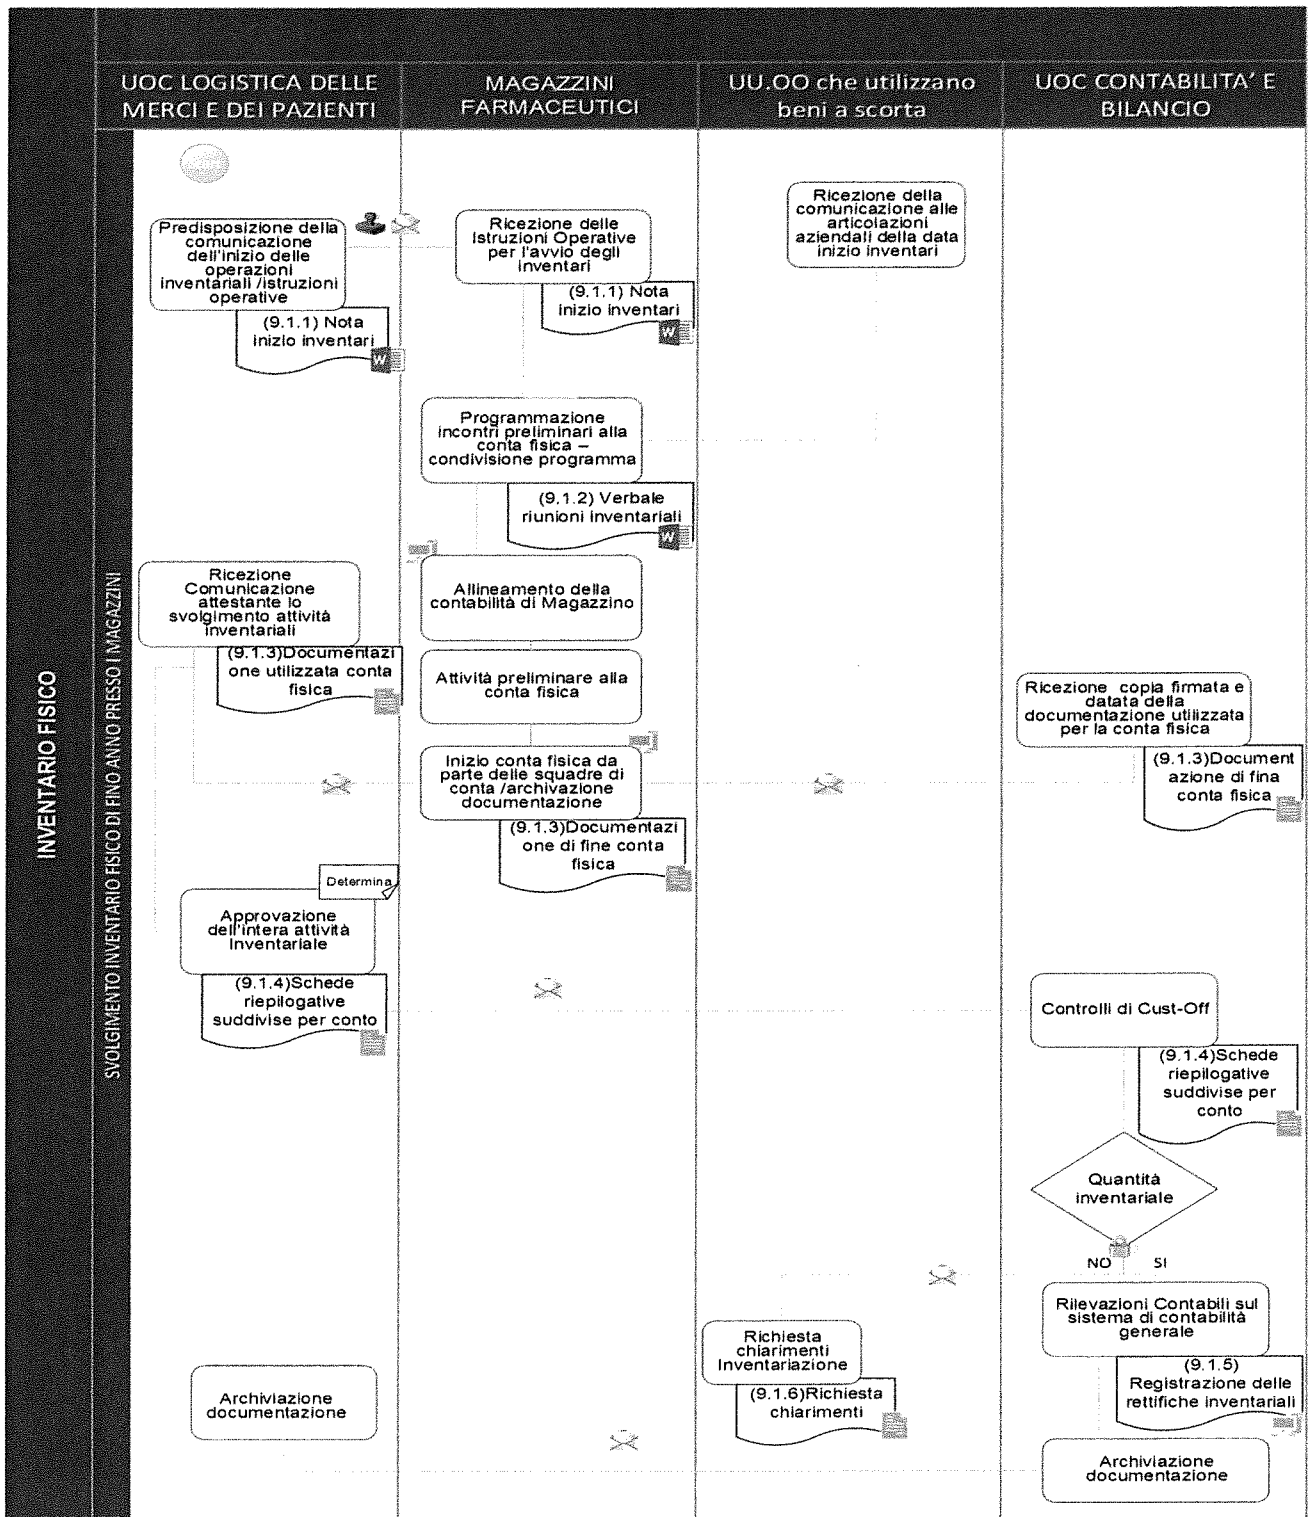 UOC LOGISTICA DELLE
MERCI E DEI PAZIENTI
MAGAZZINI
FARMACEUTICI
UU.OO che utilizzano
beni a scorta
UOC CONTABILITA' E
BILANCIO
INVENTARIO FISICO
SVOLGIMENTO INVENTARIO FISICO DI FINO ANNO PRESSO I MAGAZZINI
Predisposizione della
comunicazione
dell'inizio delle
operazioni
inventariali /istruzioni
operative
(9.1.1) Nota
inizio inventari
Ricezione delle
Istruzioni Operative
per l'avvio degli
inventari
(9.1.1) Nota
inizio inventari
Ricezione della
comunicazione alle
articolazioni
aziendali della data
inizio inventari
Programmazione
incontri preliminari alla
conta fisica –
condivisione programma
(9.1.2) Verbale
riunioni inventariali
Ricezione
Comunicazione
attestante lo
svolgimento attività
inventariali
(9.1.3)Documentazi
one utilizzata conta
fisica
Allineamento della
contabilità di Magazzino
Attività preliminare alla
conta fisica
Inizio conta fisica da
parte delle squadre di
conta /archivazione
documentazione
(9.1.3)Documentazi
one di fine conta
fisica
Ricezione copia firmata e
datata della
documentazione utilizzata
per la conta fisica
(9.1.3)Document
azione di fina
conta fisica
Determina
Approvazione
dell'intera attività
Inventariale
(9.1.4)Schede
riepilogative
suddivise per conto
Controlli di Cust-Off
(9.1.4)Schede
riepilogative
suddivise per
conto
Quantità
inventariale
NO
SI
Rilevazioni Contabili sul
sistema di contabilità
generale
(9.1.5)
Registrazione delle
rettifiche inventariali
Richiesta
chiarimenti
Inventariazione
(9.1.6)Richiesta
chiarimenti
Archiviazione
documentazione
Archiviazione
documentazione